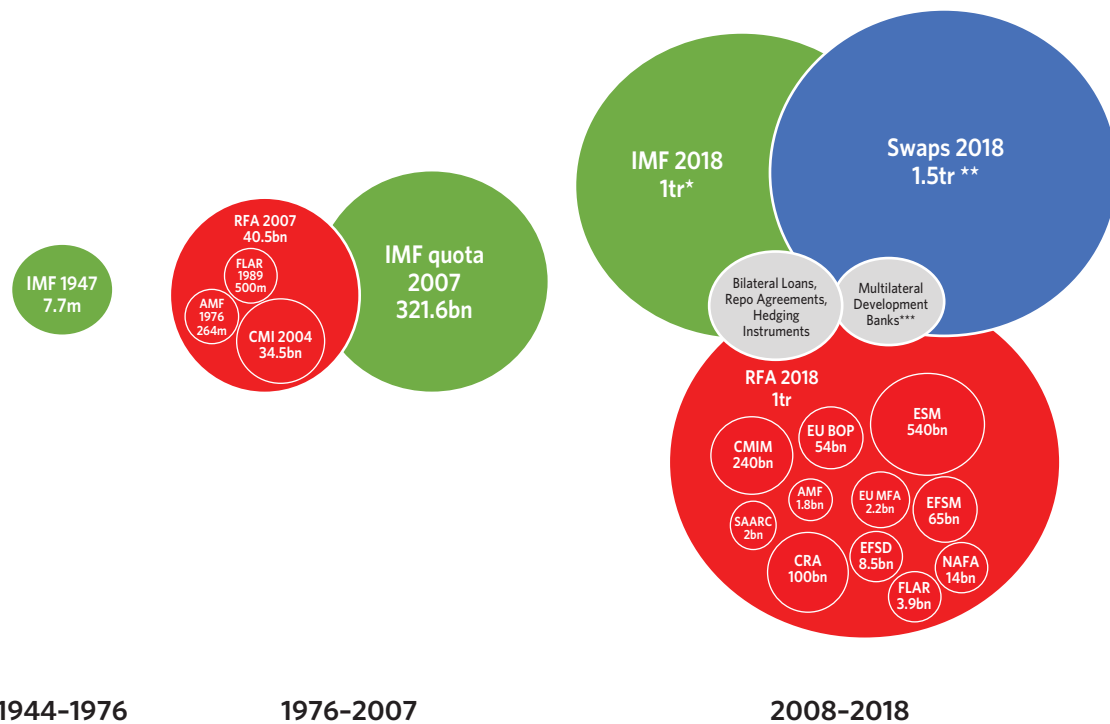 IMF 1947
7.7m
RFA 2007
40.5bn
FLAR
1989
500m
AMF
1976
264m
CMI 2004
34.5bn
IMF quota
2007
321.6bn
IMF 2018
1tr*
Swaps 2018
1.5tr **
Bilateral Loans,
Repo Agreements,
Hedging
Instruments
Multilateral
Development
Banks***
RFA 2018
1tr
ESM
540bn
EU BOP
54bn
CMIM
240bn
AMF
1.8bn
EU MFA
2.2bn
EFSM
65bn
SAARC
2bn
CRA
100bn
EFSD
8.5bn
NAFA
14bn
FLAR
3.9bn
1944–1976
1976–2007
2008–2018